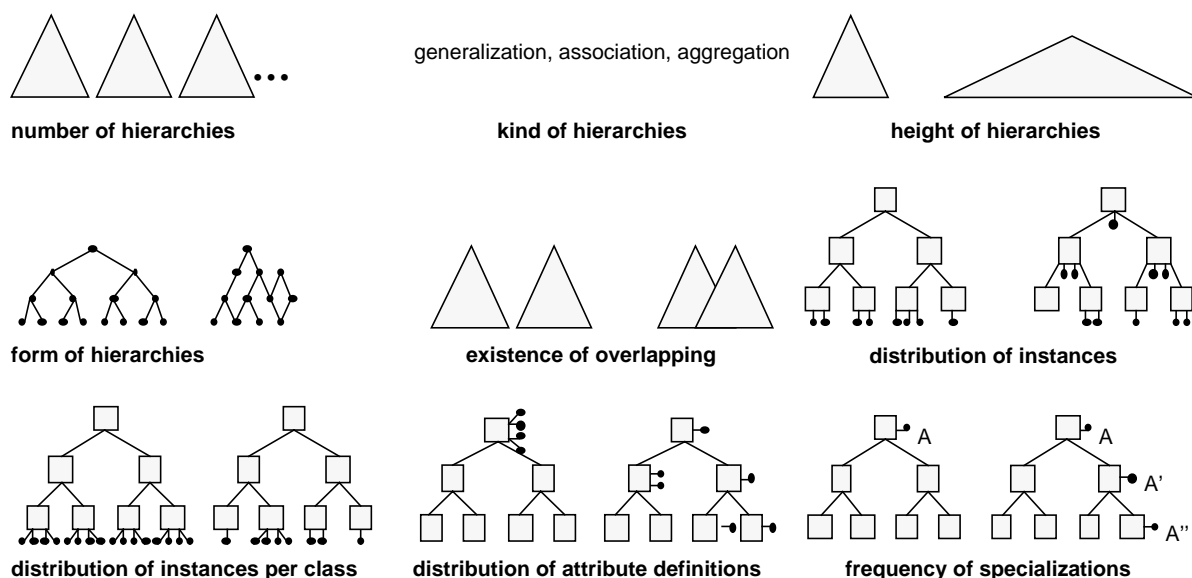 generalization, association, aggregation
number of hierarchies
kind of hierarchies
height of hierarchies
form of hierarchies
existence of overlapping
distribution of instances
A
A
A'
A''
distribution of instances per class
distribution of attribute definitions
frequency of specializations